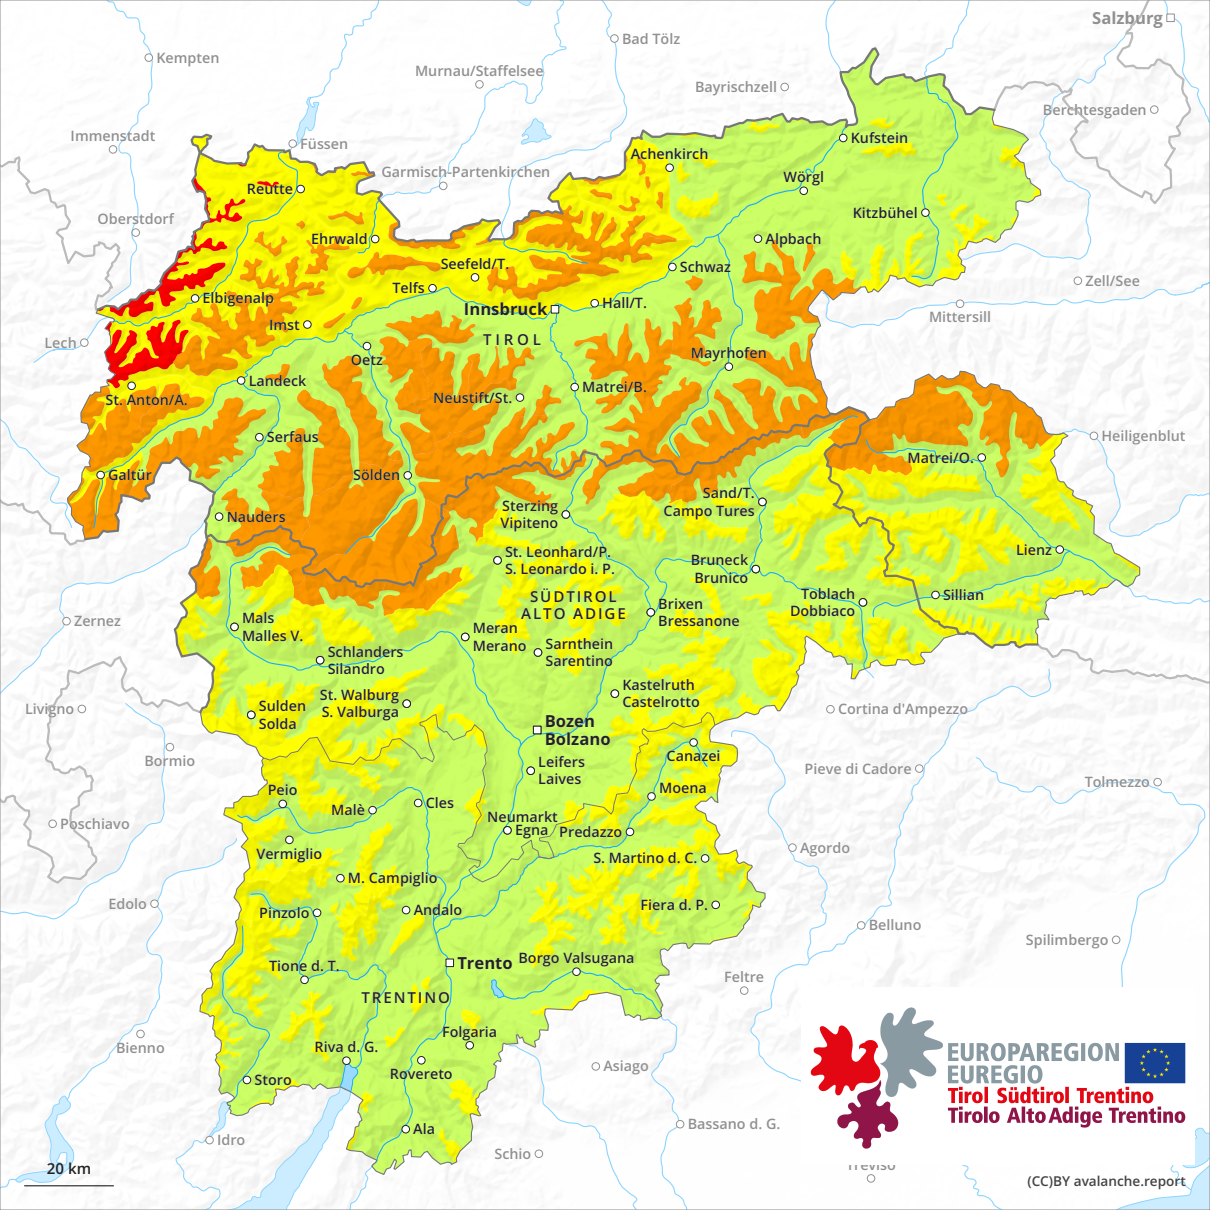 Salzburg
Bad Tölz
Kempten
Murnau/Staffelsee
Bayrischzell
Berchtesgaden
Immenstadt
Füssen
Kufstein
Achenkirch
Garmisch-Partenkirchen
Wörgl
Reutte
Oberstdorf
Kitzbühel
Ehrwald
Alpbach
Seefeld/T.
Schwaz
Zell/See
Telfs
Elbigenalp
Hall/T.
Innsbruck
Mittersill
Imst
TIROL
Lech
Oetz
Mayrhofen
Landeck
Matrei/B.
St. Anton/A.
Neustift/St.
Serfaus
Heiligenblut
Matrei/O.
Galtür
Sölden
Sand/T.
Campo Tures
Sterzing
Vipiteno
Nauders
Lienz
St. Leonhard/P.
S. Leonardo i. P.
Bruneck
Brunico
SÜDTIROL
ALTO ADIGE
Toblach
Dobbiaco
Sillian
Brixen
Bressanone
Zernez
Mals
Malles V.
Meran
Merano
Sarnthein
Sarentino
Schlanders
Silandro
Kastelruth
Castelrotto
St. Walburg
S. Valburga
Livigno
Sulden
Solda
Cortina d'Ampezzo
Bozen
Bolzano
Bormio
Canazei
Leifers
Laives
Pieve di Cadore
Tolmezzo
Peio
Moena
Malè
Cles
Neumarkt
Egna
Predazzo
Poschiavo
Vermiglio
Agordo
S. Martino d. C.
M. Campiglio
Edolo
Pinzolo
Andalo
Fiera d. P.
Belluno
Spilimbergo
Trento
Borgo Valsugana
Tione d. T.
Feltre
TRENTINO
Folgaria
Bienno
Riva d. G.
Rovereto
Asiago
Storo
EUROPAREGION
EUREGIO
Tirol Südtirol Trentino
Tirolo Alto Adige Trentino
Ala
Bassano d. G.
Idro
Schio
Treviso
20 km
(CC)BY avalanche.report